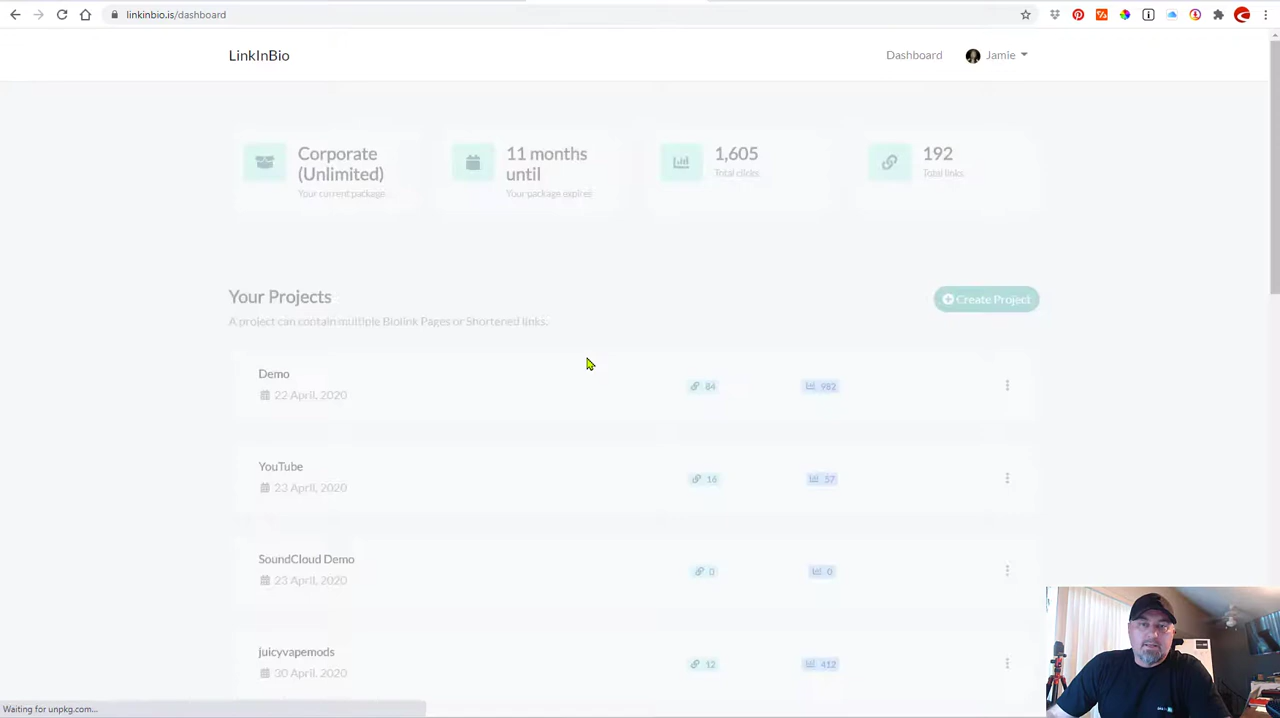 linkinbio.is/dashboard
LinkInBio
Dashboard
Jamie
Corporate
(Unlimited)
Your current package
11 months
until
Your package expires
1,605
Total clicks
192
Total links
Your Projects
Create Project
A project can contain multiple Biolink Pages or Shortened links.
Demo
22 April, 2020
84
982
YouTube
23 April, 2020
16
57
SoundCloud Demo
23 April, 2020
0
0
juicyvapemods
30 April, 2020
12
412
Waiting for unpkg.com...